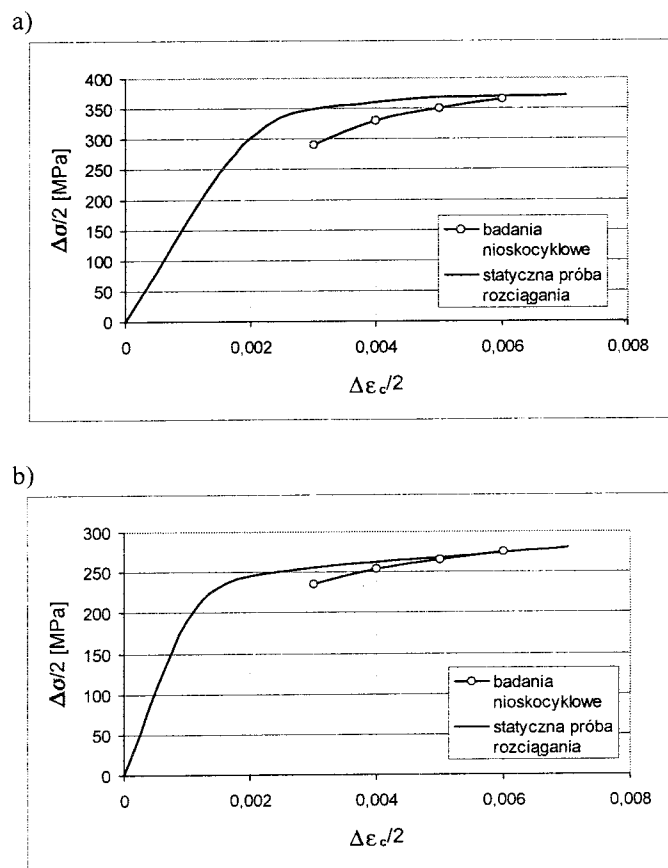 a)
400
350
300
250
200
150
100
50
0
Δσ/2 [MPa]
badania
nioskocyklowe
statyczna próba
rozciągania
0 0,002 0,004 0,006 0,008
Δεc/2
b)
300
250
200
150
100
50
0
Δσ/2 [MPa]
badania
nioskocyklowe
statyczna próba
rozciągania
0 0,002 0,004 0,006 0,008
Δεc/2